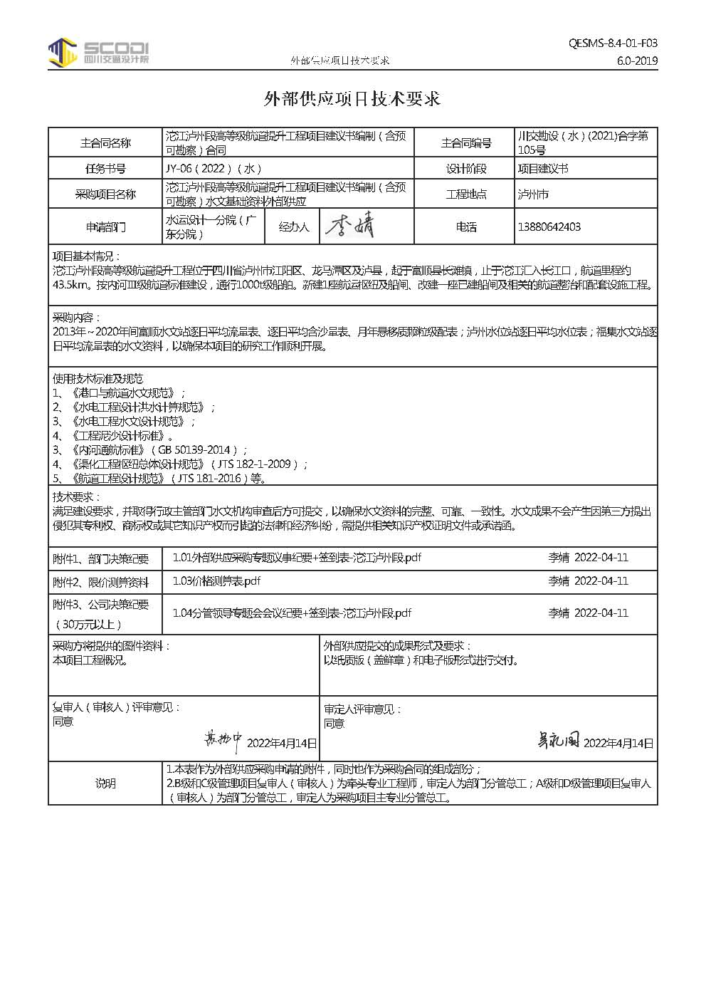 SCODI
四川交通设计院
外部供应项目技术要求
QESMS-8.4-01-F03
6.0-2019
外部供应项目技术要求
主合同名称
沱江泸州段高等级航道提升工程项目建议书编制（含预
可勘察）合同
主合同编号
川交勘设（水）(2021)合字第
105号
任务书号
JY-06（2022）（水）
设计阶段
项目建议书
采购项目名称
沱江泸州段高等级航道提升工程项目建议书编制（含预
可勘察）水文基础资料外部供应
工程地点
泸州市
申请部门
水运设计一分院（广
东分院）
经办人
李婧
电话
13880642403
项目基本情况：
沱江泸州段高等级航道提升工程位于四川省泸州市江阳区、龙马潭区及泸县，起于富顺县长滩镇，止于沱江汇入长江口，航道里程约
43.5km。按内河Ⅲ级航道标准建设，通行1000t级船舶。新建1座航运枢纽及船闸、改建一座已建船闸及相关的航道整治和配套设施工程。
采购内容：
2013年～2020年间富顺水文站逐日平均流量表、逐日平均含沙量表、月年悬移质颗粒级配表；泸州水位站逐日平均水位表；福集水文站逐
日平均流量表的水文资料，以确保本项目的研究工作顺利开展。
使用技术标准及规范
1、《港口与航道水文规范》；
2、《水电工程设计洪水计算规范》；
3、《水电工程水文设计规范》；
4、《工程泥沙设计标准》。
3、《内河通航标准》（GB 50139-2014）；
4、《渠化工程枢纽总体设计规范》（JTS 182-1-2009）；
5、《航道工程设计规范》（JTS 181-2016）等。
技术要求：
满足建设要求，并取得行政主管部门水文机构审查后方可提交，以确保水文资料的完整、可靠、一致性。水文成果不会产生因第三方提出
侵犯其专利权、商标权或其它知识产权而引起的法律和经济纠纷，需提供相关知识产权证明文件或承诺函。
附件1、部门决策纪要
1.01外部供应采购专题议事纪要+签到表-沱江泸州段.pdf
李婧 2022-04-11
附件2、限价测算资料
1.03价格测算表.pdf
李婧 2022-04-11
附件3、公司决策纪要
（30万元以上）
1.04分管领导专题会会议纪要+签到表-沱江泸州段.pdf
李婧 2022-04-11
采购方将提供的图件资料：
本项目工程概况。
外部供应提交的成果形式及要求：
以纸质版（盖鲜章）和电子版形式进行交付。
复审人（审核人）评审意见：
同意
2022年4月14日
审定人评审意见：
同意
2022年4月14日
说明
1.本表作为外部供应采购申请的附件，同时也作为采购合同的组成部分；
2.B级和C级管理项目复审人（审核人）为牵头专业工程师，审定人为部门分管总工；A级和D级管理项目复审人
（审核人）为部门分管总工，审定人为采购项目主专业分管总工。